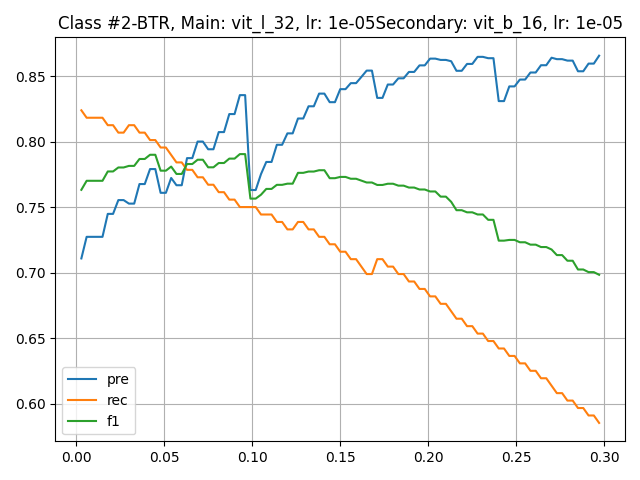 Class #2-BTR, Main: vit_l_32, lr: 1e-05Secondary: vit_b_16, lr: 1e-05
0.85
0.80
0.75
0.70
0.65
0.60
pre
rec
f1
0.00 0.05 0.10 0.15 0.20 0.25 0.30